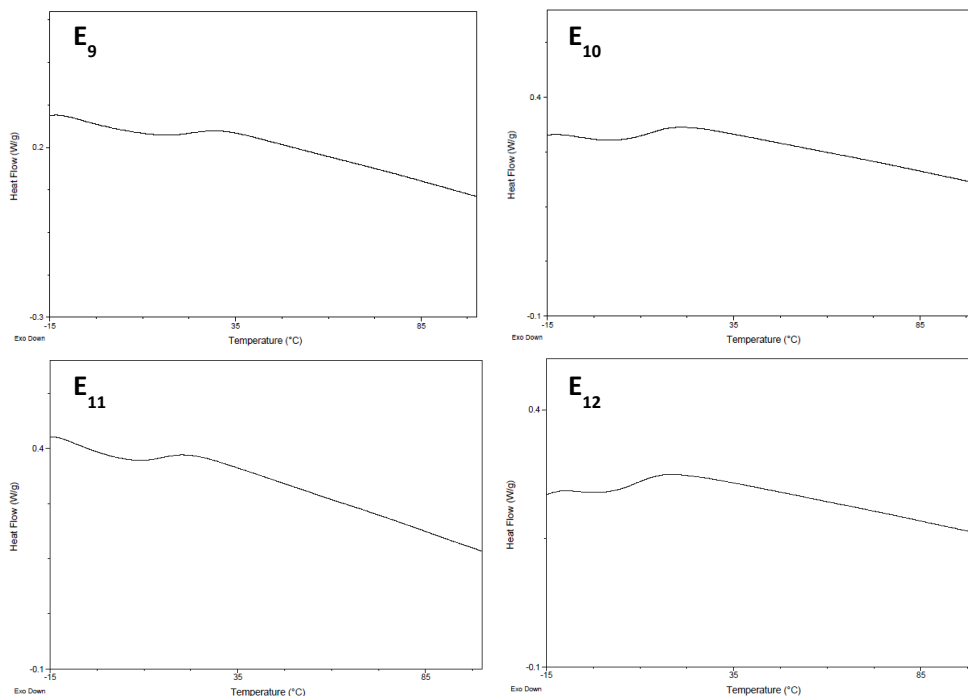 E9
0.2
Heat Flow (W/g)
-0.3
-15
35
85
Exo Down
Temperature (°C)
E10
0.4
Heat Flow (W/g)
-0.1
-15
35
85
Exo Down
Temperature (°C)
E11
0.4
Heat Flow (W/g)
-0.1
-15
35
85
Exo Down
Temperature (°C)
E12
0.4
Heat Flow (W/g)
-0.1
-15
35
85
Exo Down
Temperature (°C)